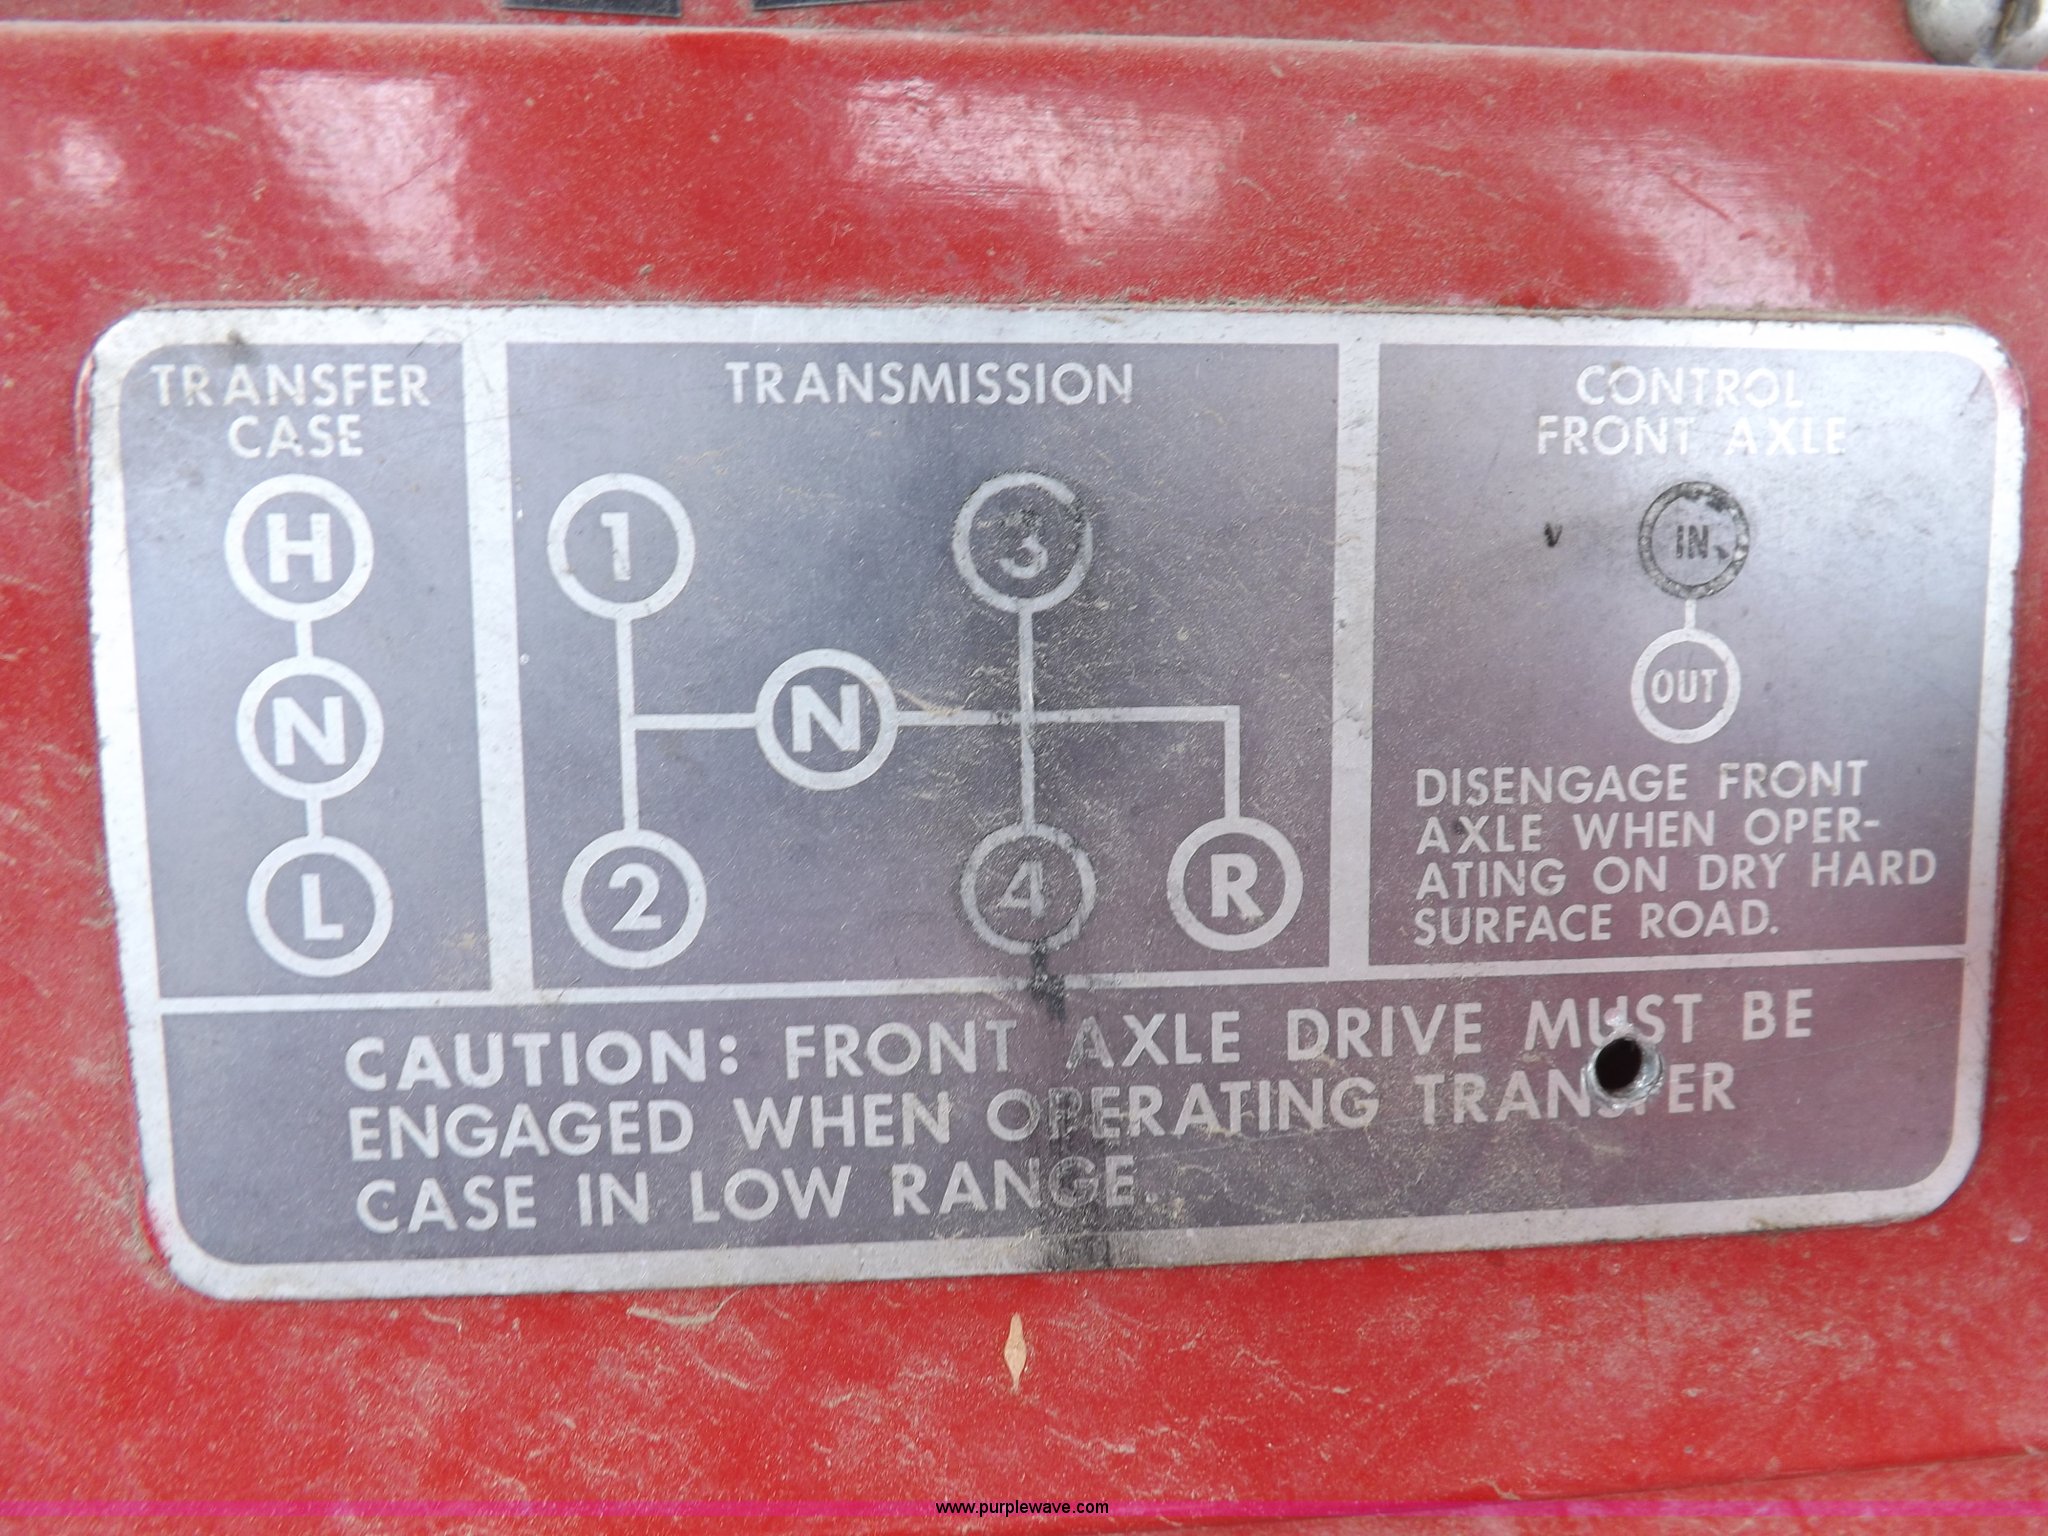 TRANSFER
CASE
H
N
L
TRANSMISSION
1
3
N
2
4
R
CONTROL
FRONT AXLE
IN
OUT
DISENGAGE FRONT
AXLE WHEN OPER-
ATING ON DRY HARD
SURFACE ROAD.
CAUTION: FRONT AXLE DRIVE MUST BE
ENGAGED WHEN OPERATING TRANSFER
CASE IN LOW RANGE.
www.purplewave.com